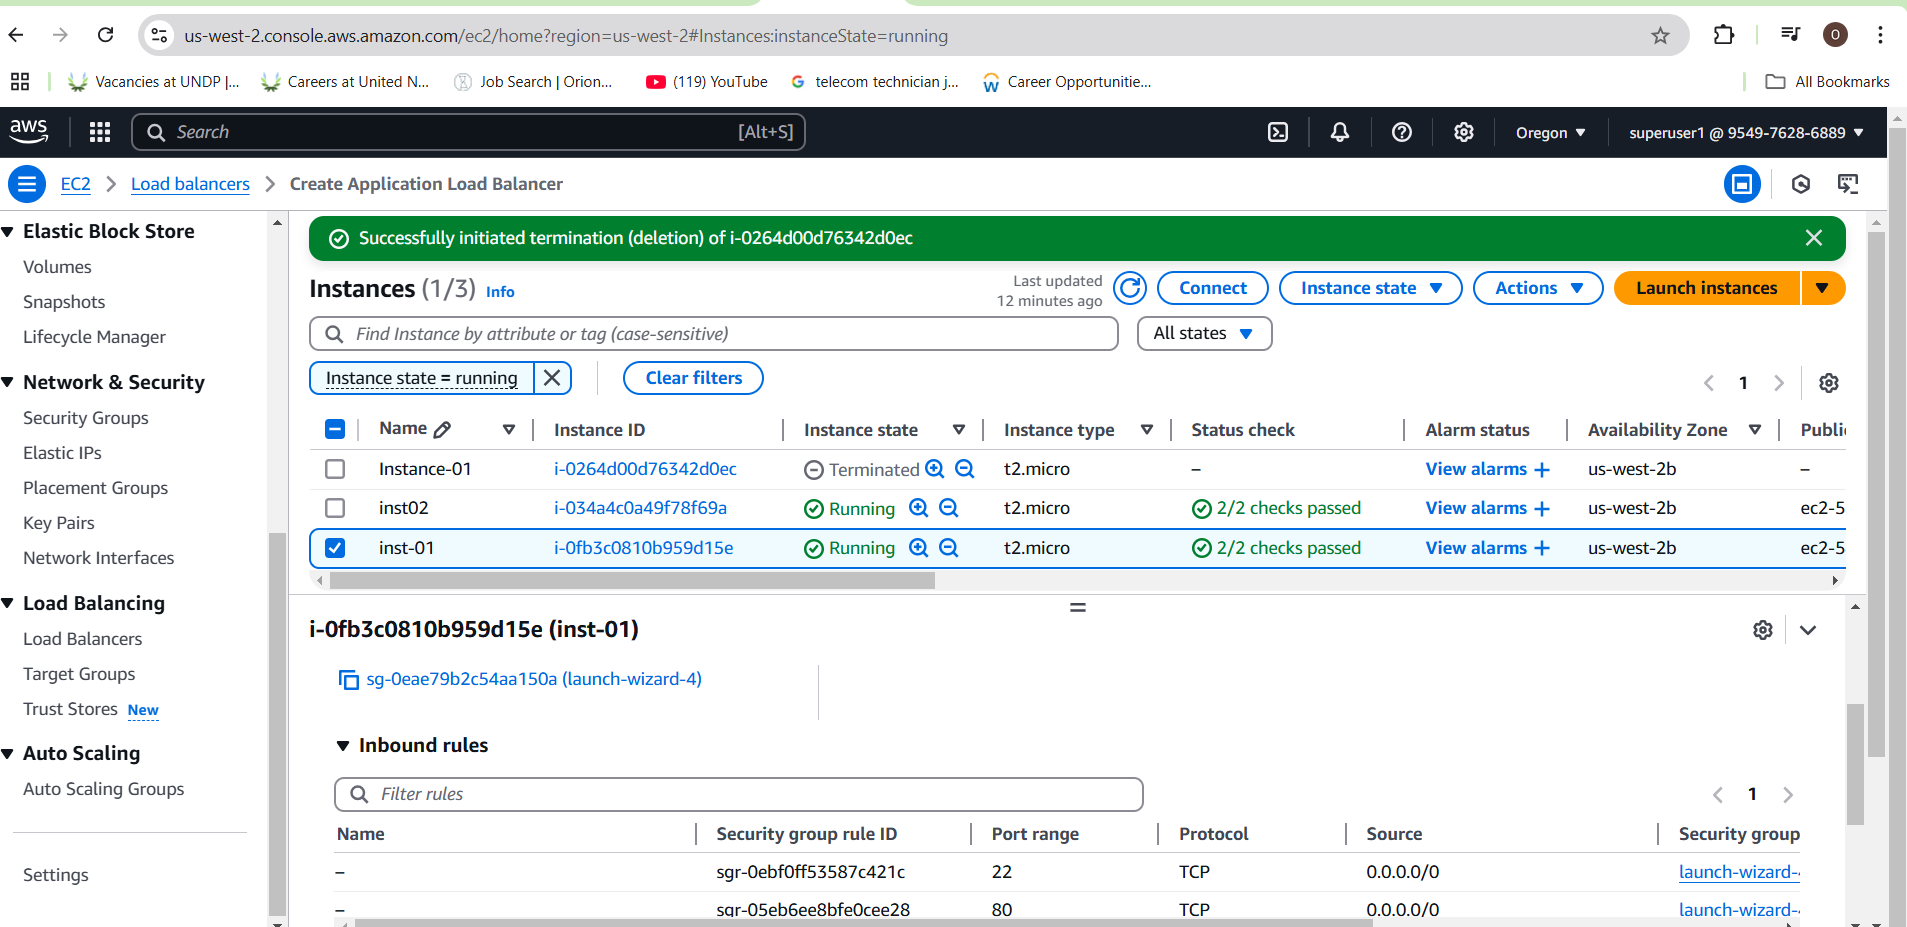 us-west-2.console.aws.amazon.com/ec2/home?region=us-west-2#Instances:instanceState=running
O
Vacancies at UNDP |...
Careers at United N...
Job Search | Orion...
(119) YouTube
telecom technician j...
Career Opportunitie...
All Bookmarks
aws
Search
[Alt+S]
Oregon
superuser1 @ 9549-7628-6889
EC2
Load balancers
Create Application Load Balancer
Elastic Block Store
Volumes
Snapshots
Lifecycle Manager
Network & Security
Security Groups
Elastic IPs
Placement Groups
Key Pairs
Network Interfaces
Load Balancing
Load Balancers
Target Groups
Trust Stores New
Auto Scaling
Auto Scaling Groups
Settings
Successfully initiated termination (deletion) of i-0264d00d76342d0ec
Instances (1/3) Info
Last updated
12 minutes ago
Connect
Instance state
Actions
Launch instances
Find Instance by attribute or tag (case-sensitive)
All states
Instance state = running
Clear filters
1
Name Instance ID Instance state Instance type Status check Alarm status Availability Zone Publi
Instance-01 i-0264d00d76342d0ec Terminated t2.micro – View alarms + us-west-2b –
inst02 i-034a4c0a49f78f69a Running t2.micro 2/2 checks passed View alarms + us-west-2b ec2-5
inst-01 i-0fb3c0810b959d15e Running t2.micro 2/2 checks passed View alarms + us-west-2b ec2-5
i-0fb3c0810b959d15e (inst-01)
sg-0eae79b2c54aa150a (launch-wizard-4)
Inbound rules
Filter rules
1
Name Security group rule ID Port range Protocol Source Security group
– sgr-0ebf0ff53587c421c 22 TCP 0.0.0.0/0 launch-wizard-
– sgr-05eb6ee8bfe0cee28 80 TCP 0.0.0.0/0 launch-wizard-